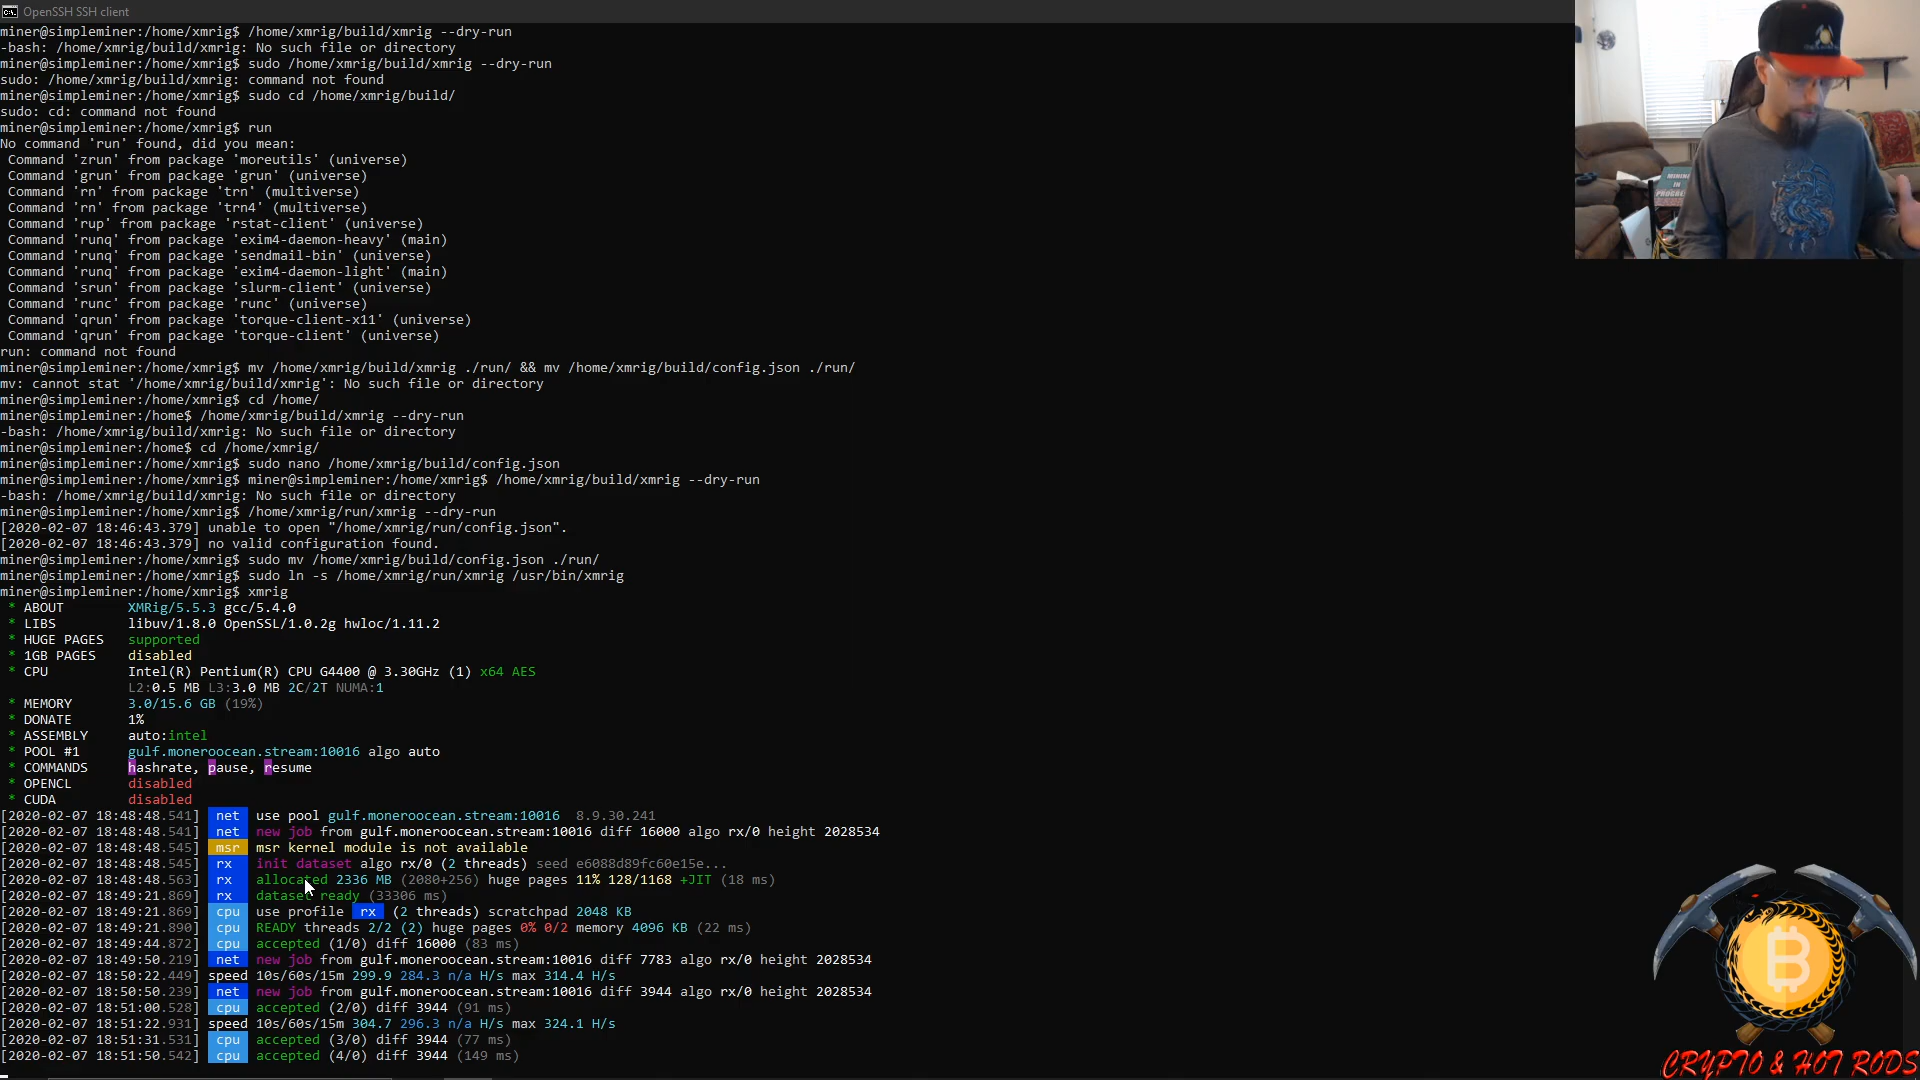 OpenSSH SSH client
miner@simpleminer:/home/xmrig$ /home/xmrig/build/xmrig --dry-run
-bash: /home/xmrig/build/xmrig: No such file or directory
miner@simpleminer:/home/xmrig$ sudo /home/xmrig/build/xmrig --dry-run
sudo: /home/xmrig/build/xmrig: command not found
miner@simpleminer:/home/xmrig$ sudo cd /home/xmrig/build/
sudo: cd: command not found
miner@simpleminer:/home/xmrig$ run
No command 'run' found, did you mean:
Command 'zrun' from package 'moreutils' (universe)
Command 'grun' from package 'grun' (universe)
Command 'rn' from package 'trn' (multiverse)
Command 'rn' from package 'trn4' (multiverse)
Command 'rup' from package 'rstat-client' (universe)
Command 'runq' from package 'exim4-daemon-heavy' (main)
Command 'runq' from package 'sendmail-bin' (universe)
Command 'runq' from package 'exim4-daemon-light' (main)
Command 'srun' from package 'slurm-client' (universe)
Command 'runc' from package 'runc' (universe)
Command 'qrun' from package 'torque-client-x11' (universe)
Command 'qrun' from package 'torque-client' (universe)
run: command not found
miner@simpleminer:/home/xmrig$ mv /home/xmrig/build/xmrig ./run/ && mv /home/xmrig/build/config.json ./run/
mv: cannot stat '/home/xmrig/build/xmrig': No such file or directory
miner@simpleminer:/home/xmrig$ cd /home/
miner@simpleminer:/home$ /home/xmrig/build/xmrig --dry-run
-bash: /home/xmrig/build/xmrig: No such file or directory
miner@simpleminer:/home$ cd /home/xmrig/
miner@simpleminer:/home/xmrig$ sudo nano /home/xmrig/build/config.json
miner@simpleminer:/home/xmrig$ miner@simpleminer:/home/xmrig$ /home/xmrig/build/xmrig --dry-run
-bash: /home/xmrig/build/xmrig: No such file or directory
miner@simpleminer:/home/xmrig$ /home/xmrig/run/xmrig --dry-run
[2020-02-07 18:46:43.379] unable to open "/home/xmrig/run/config.json".
[2020-02-07 18:46:43.379] no valid configuration found.
miner@simpleminer:/home/xmrig$ sudo mv /home/xmrig/build/config.json ./run/
miner@simpleminer:/home/xmrig$ sudo ln -s /home/xmrig/run/xmrig /usr/bin/xmrig
miner@simpleminer:/home/xmrig$ xmrig
* ABOUT XMRig/5.5.3 gcc/5.4.0
* LIBS libuv/1.8.0 OpenSSL/1.0.2g hwloc/1.11.2
* HUGE PAGES supported
* 1GB PAGES disabled
* CPU Intel(R) Pentium(R) CPU G4400 @ 3.30GHz (1) x64 AES
L2:0.5 MB L3:3.0 MB 2C/2T NUMA:1
* MEMORY 3.0/15.6 GB (19%)
* DONATE 1%
* ASSEMBLY auto:intel
* POOL #1 gulf.moneroocean.stream:10016 algo auto
* COMMANDS hashrate, pause, resume
* OPENCL disabled
* CUDA disabled
[2020-02-07 18:48:48.541] net use pool gulf.moneroocean.stream:10016 8.9.30.241
[2020-02-07 18:48:48.541] net new job from gulf.moneroocean.stream:10016 diff 16000 algo rx/0 height 2028534
[2020-02-07 18:48:48.545] msr msr kernel module is not available
[2020-02-07 18:48:48.545] rx init dataset algo rx/0 (2 threads) seed e6088d89fc60e15e...
[2020-02-07 18:48:48.563] rx allocated 2336 MB (2080+256) huge pages 11% 128/1168 +JIT (18 ms)
[2020-02-07 18:49:21.869] rx dataset ready (33306 ms)
[2020-02-07 18:49:21.869] cpu use profile rx (2 threads) scratchpad 2048 KB
[2020-02-07 18:49:21.890] cpu READY threads 2/2 (2) huge pages 0% 0/2 memory 4096 KB (22 ms)
[2020-02-07 18:49:44.872] cpu accepted (1/0) diff 16000 (83 ms)
[2020-02-07 18:49:50.219] net new job from gulf.moneroocean.stream:10016 diff 7783 algo rx/0 height 2028534
[2020-02-07 18:50:22.449] speed 10s/60s/15m 299.9 284.3 n/a H/s max 314.4 H/s
[2020-02-07 18:50:50.239] net new job from gulf.moneroocean.stream:10016 diff 3944 algo rx/0 height 2028534
[2020-02-07 18:51:00.528] cpu accepted (2/0) diff 3944 (91 ms)
[2020-02-07 18:51:22.931] speed 10s/60s/15m 304.7 296.3 n/a H/s max 324.1 H/s
[2020-02-07 18:51:31.531] cpu accepted (3/0) diff 3944 (77 ms)
[2020-02-07 18:51:50.542] cpu accepted (4/0) diff 3944 (149 ms)
MINING
IN
PROGRESS
CRYPTO & HOT RODS